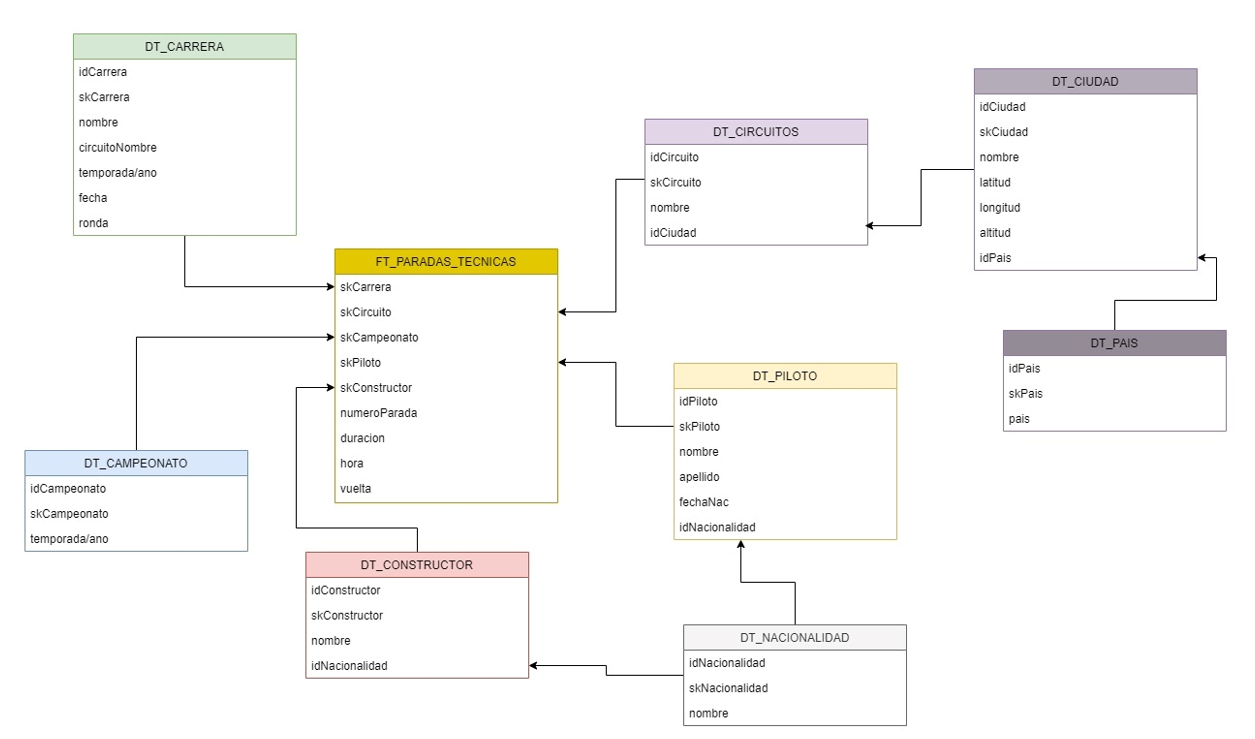 DT_CARRERA
idCarrera
skCarrera
nombre
circuitoNombre
temporada/ano
fecha
ronda
DT_CIUDAD
idCiudad
skCiudad
nombre
latitud
longitud
altitud
idPais
DT_CIRCUITOS
idCircuito
skCircuito
nombre
idCiudad
FT_PARADAS_TECNICAS
skCarrera
skCircuito
skCampeonato
skPiloto
skConstructor
numeroParada
duracion
hora
vuelta
DT_PAIS
idPais
skPais
pais
DT_PILOTO
idPiloto
skPiloto
nombre
apellido
fechaNac
idNacionalidad
DT_CAMPEONATO
idCampeonato
skCampeonato
temporada/ano
DT_CONSTRUCTOR
idConstructor
skConstructor
nombre
idNacionalidad
DT_NACIONALIDAD
idNacionalidad
skNacionalidad
nombre